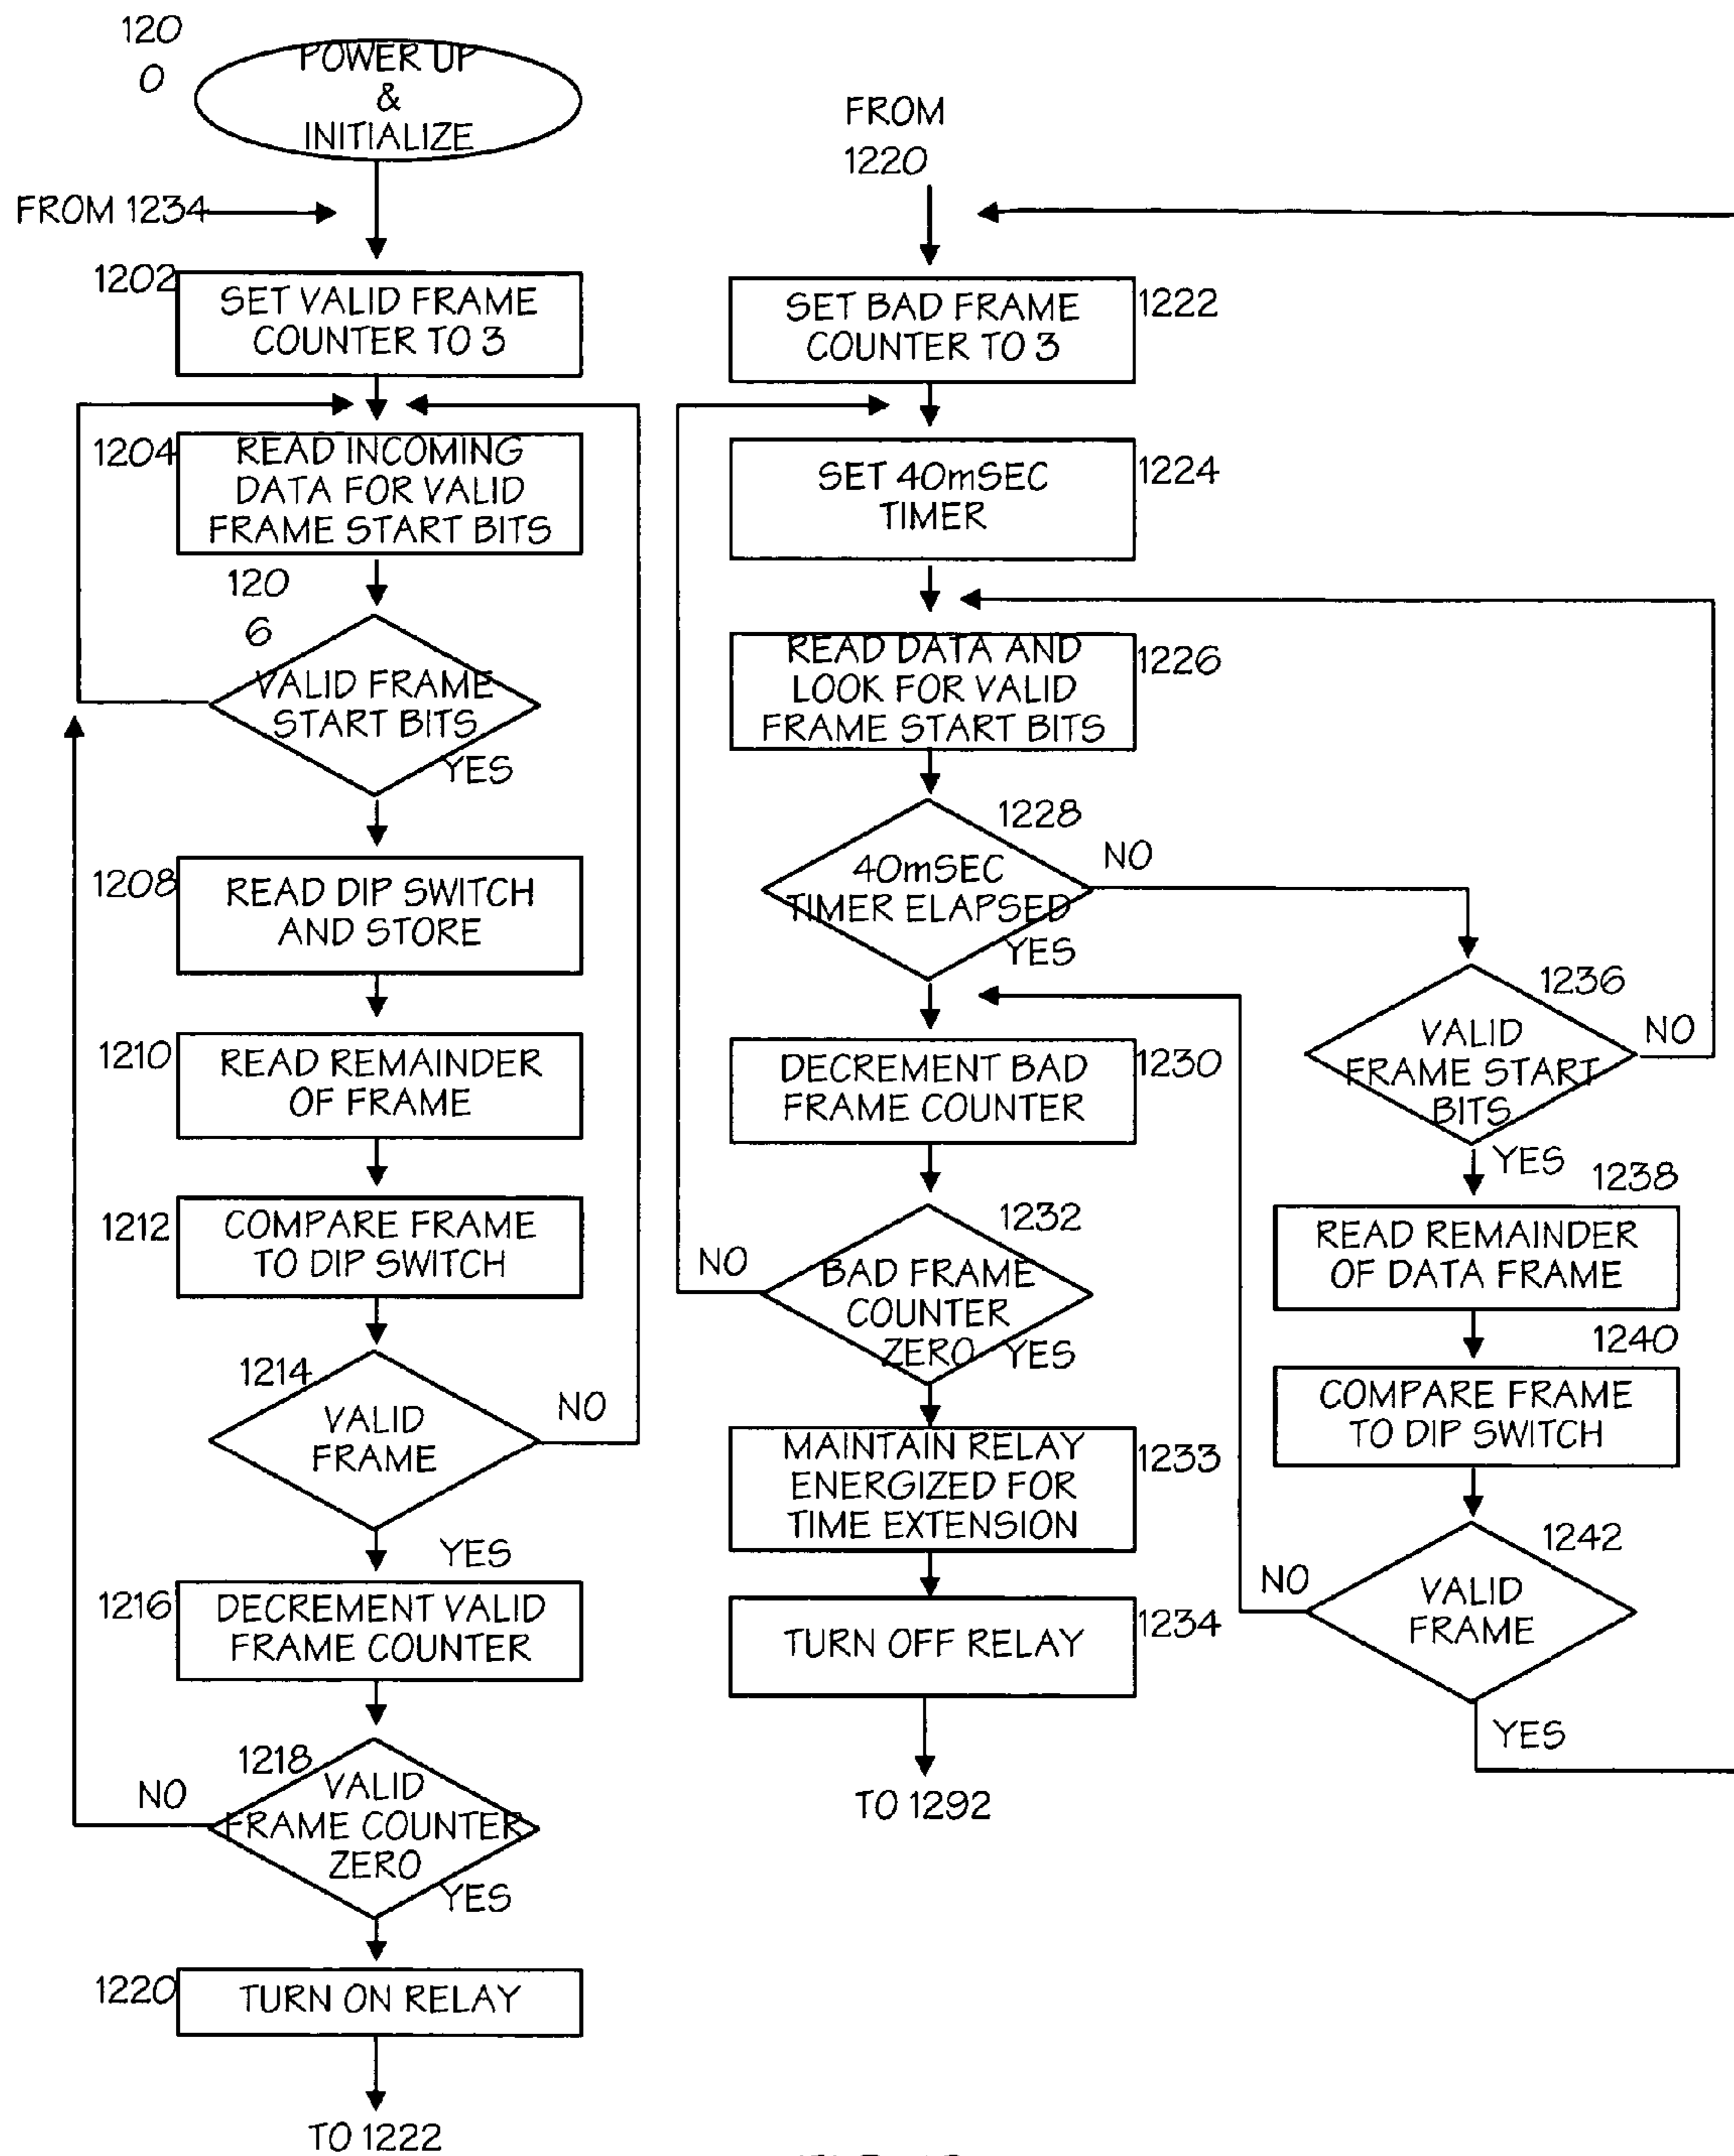 120
0
POWER UP
&
INITIALIZE
FROM 1234
1202
SET VALID FRAME
COUNTER TO 3
1204
READ INCOMING
DATA FOR VALID
FRAME START BITS
120
6
VALID FRAME
START BITS
YES
1208
READ DIP SWITCH
AND STORE
1210
READ REMAINDER
OF FRAME
1212
COMPARE FRAME
TO DIP SWITCH
1214
VALID
FRAME
NO
YES
1216
DECREMENT VALID
FRAME COUNTER
1218
VALID
FRAME COUNTER
ZERO
NO
YES
1220
TURN ON RELAY
TO 1222
FROM
1220
SET BAD FRAME
COUNTER TO 3
1222
SET 40mSEC
TIMER
1224
READ DATA AND
LOOK FOR VALID
FRAME START BITS
1226
1228
40mSEC
TIMER ELAPSED
NO
YES
DECREMENT BAD
FRAME COUNTER
1230
1232
BAD FRAME
COUNTER
ZERO
NO
YES
MAINTAIN RELAY
ENERGIZED FOR
TIME EXTENSION
1233
TURN OFF RELAY
1234
TO 1292
1236
VALID
FRAME START
BITS
NO
YES
1238
READ REMAINDER
OF DATA FRAME
1240
COMPARE FRAME
TO DIP SWITCH
1242
VALID
FRAME
NO
YES